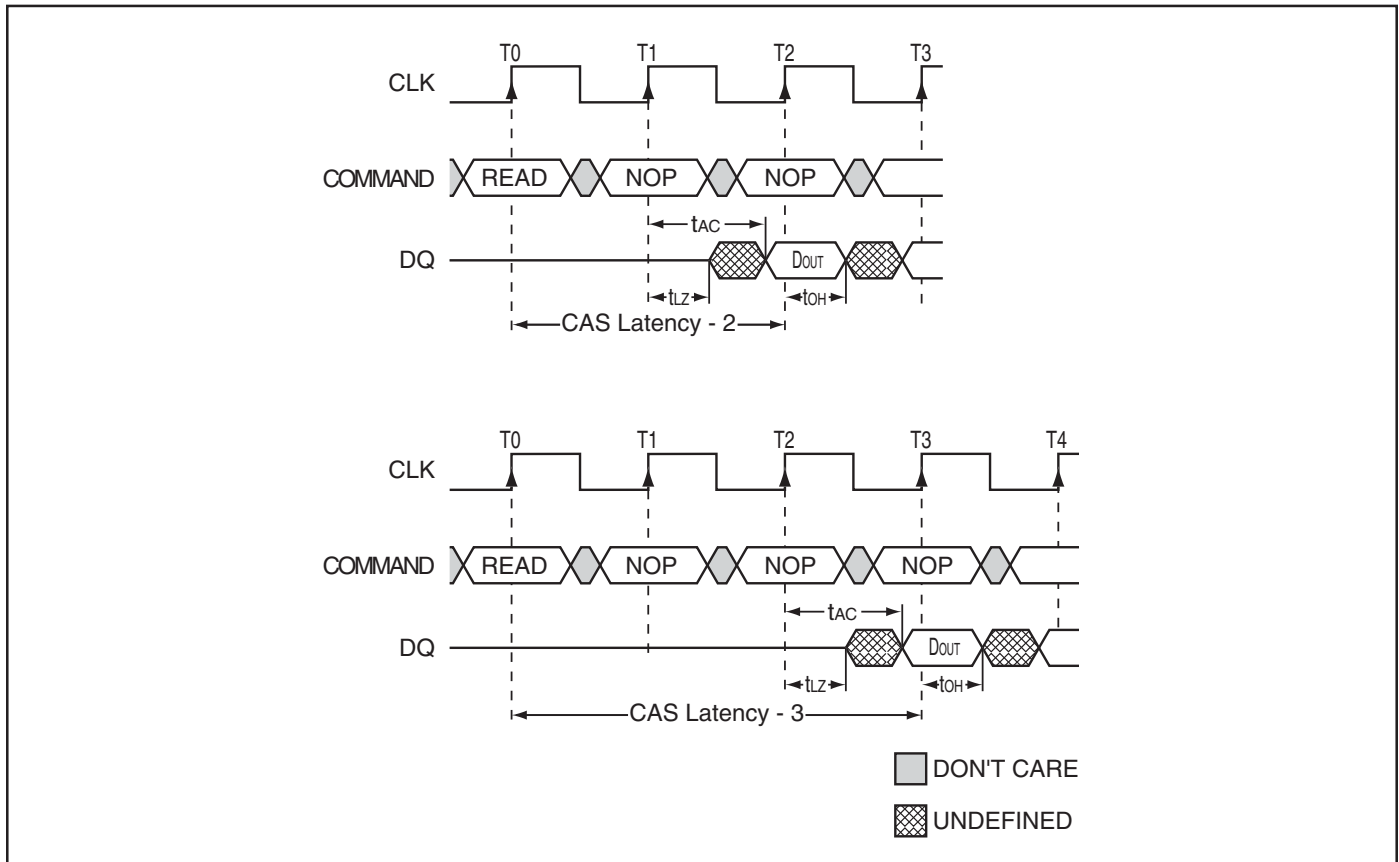 T0 T1 T2 T3
CLK
COMMAND READ NOP NOP
tAC
DQ DOUT
tLZ tOH
CAS Latency - 2
T0 T1 T2 T3 T4
CLK
COMMAND READ NOP NOP NOP
tAC
DQ DOUT
tLZ tOH
CAS Latency - 3
DON'T CARE
UNDEFINED